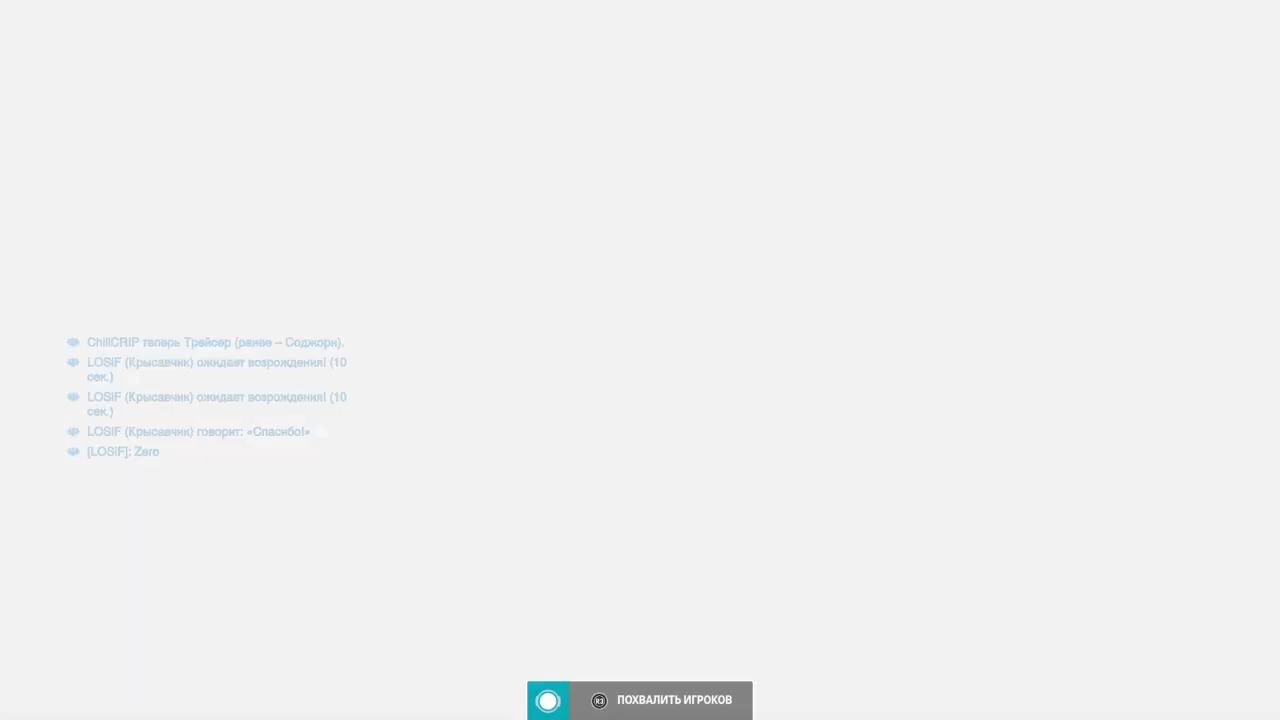 ChillCRIP теперь Трейсер (ранее – Соджорн).
LOSIF (Крысавчик) ожидает возрождения! (10
сек.)
LOSIF (Крысавчик) ожидает возрождения! (10
сек.)
LOSIF (Крысавчик) говорит: «Спасибо!»
[LOSIF]: Zero
R3 ПОХВАЛИТЬ ИГРОКОВ